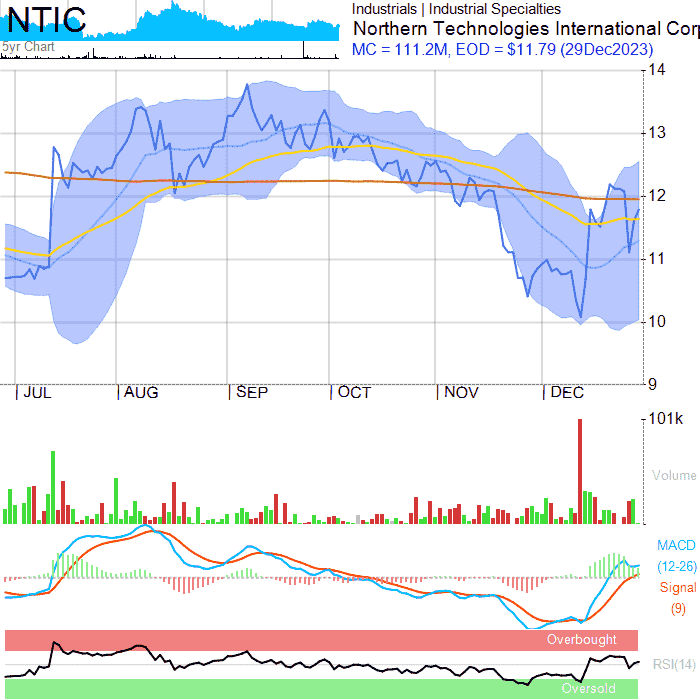 NTIC
5yr Chart
Industrials | Industrial Specialties
Northern Technologies International Corp
MC = 111.2M, EOD = $11.79 (29Dec2023)
14
13
12
11
10
9
JUL
AUG
SEP
OCT
NOV
DEC
101k
Volume
MACD
(12-26)
Signal
(9)
Overbought
RSI(14)
Oversold